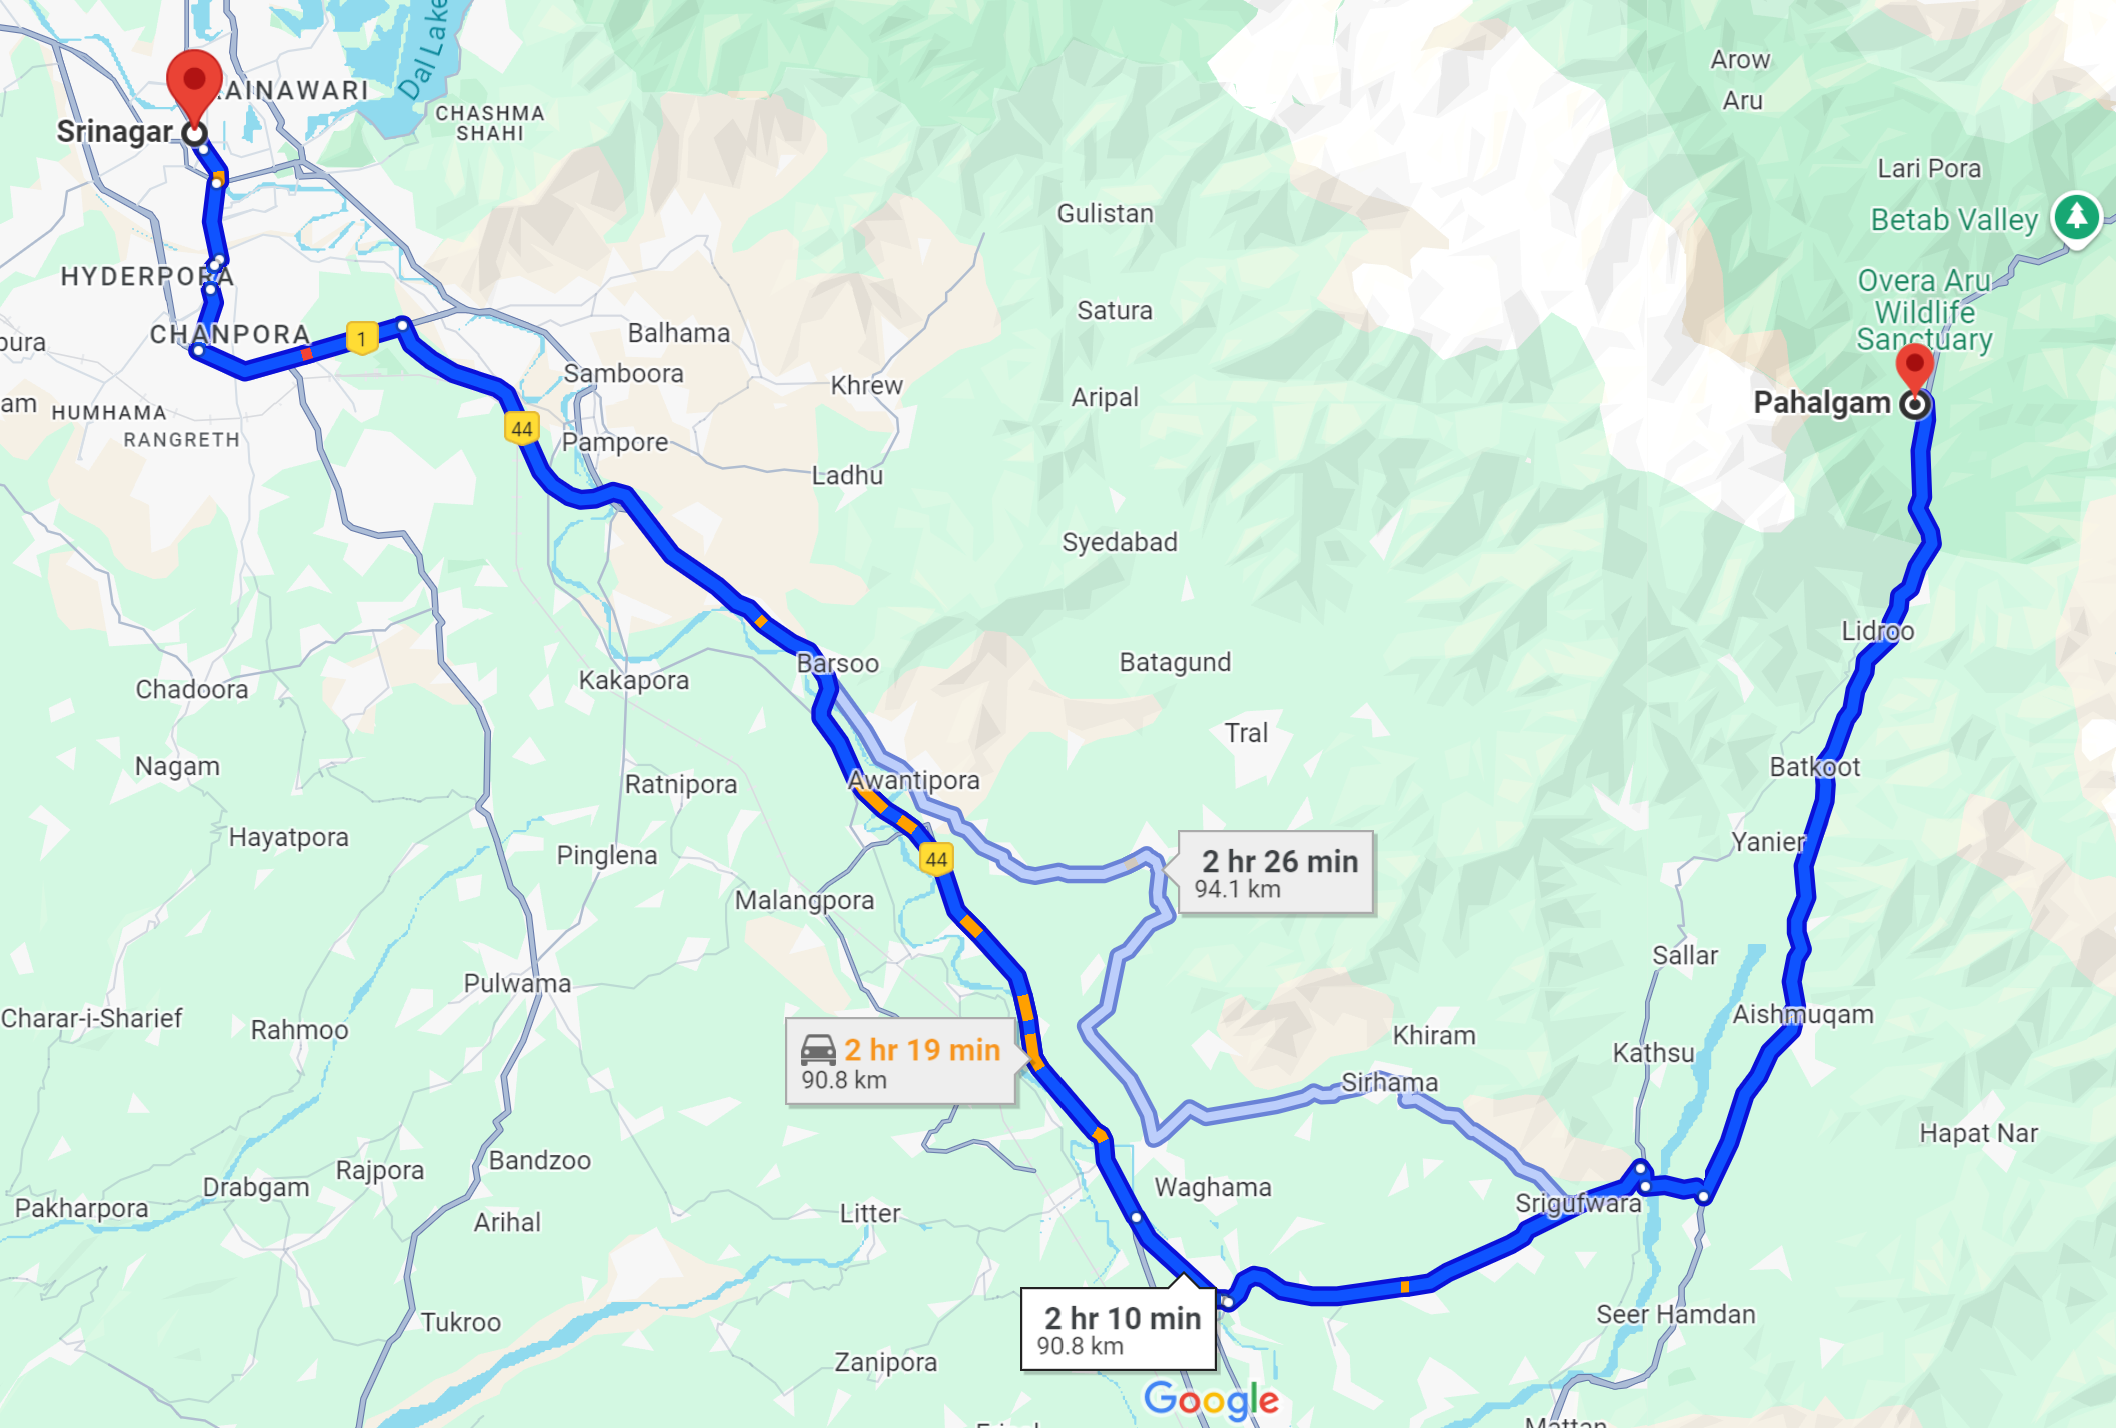 Dal Lake
AINAWARI
CHASHMA
SHAHI
Srinagar
Arow
Aru
Lari Pora
Betab Valley
Gulistan
HYDERPORA
Overa Aru
Wildlife
Sanctuary
Satura
CHANPORA
1
Balhama
pura
Samboora
Khrew
Aripal
Pahalgam
am
HUMHAMA
RANGRETH
44
Pampore
Ladhu
Syedabad
Lidroo
Barsoo
Batagund
Kakapora
Chadoora
Tral
Nagam
Ratnipora
Awantipora
Batkoot
Hayatpora
Pinglena
44
2 hr 26 min
94.1 km
Yanier
Malangpora
Sallar
Pulwama
Charar-i-Sharief
Rahmoo
Aishmuqam
Khiram
2 hr 19 min
90.8 km
Kathsu
Sirhama
Hapat Nar
Bandzoo
Rajpora
Drabgam
Waghama
Pakharpora
Arihal
Litter
Srigufwara
2 hr 10 min
90.8 km
Tukroo
Seer Hamdan
Zanipora
Google
Mattan